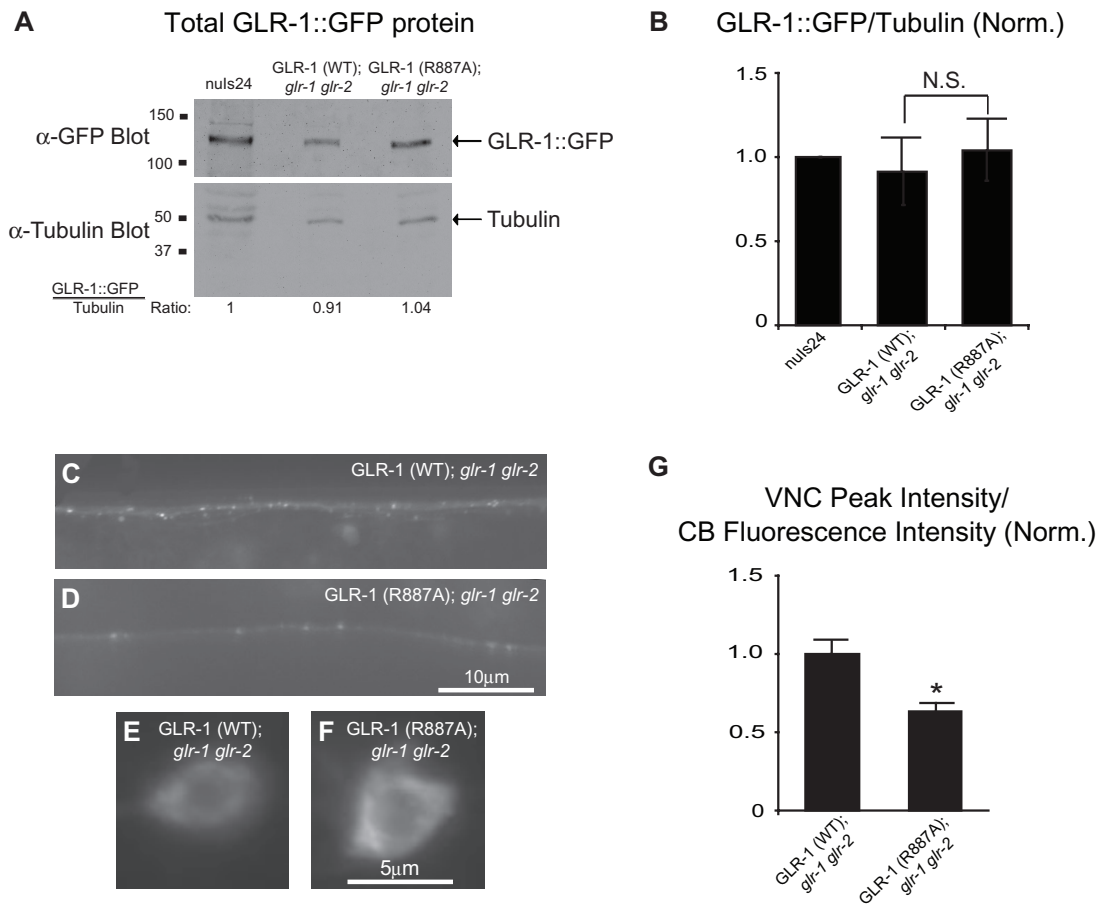 A
Total GLR-1::GFP protein
nuIs24
GLR-1 (WT);
glr-1 glr-2
GLR-1 (R887A);
glr-1 glr-2
α-GFP Blot
150
100
GLR-1::GFP
α-Tubulin Blot
50
37
Tubulin
GLR-1::GFP
Tubulin
Ratio:
1
0.91
1.04
B
GLR-1::GFP/Tubulin (Norm.)
1.5
1.0
0.5
0
N.S.
nuIs24
GLR-1 (WT);
glr-1 glr-2
GLR-1 (R887A);
glr-1 glr-2
C
GLR-1 (WT); glr-1 glr-2
D
GLR-1 (R887A); glr-1 glr-2
10μm
E
GLR-1 (WT);
glr-1 glr-2
F
GLR-1 (R887A);
glr-1 glr-2
5μm
G
VNC Peak Intensity/
CB Fluorescence Intensity (Norm.)
1.5
1.0
0.5
0
*
GLR-1 (WT);
glr-1 glr-2
GLR-1 (R887A);
glr-1 glr-2